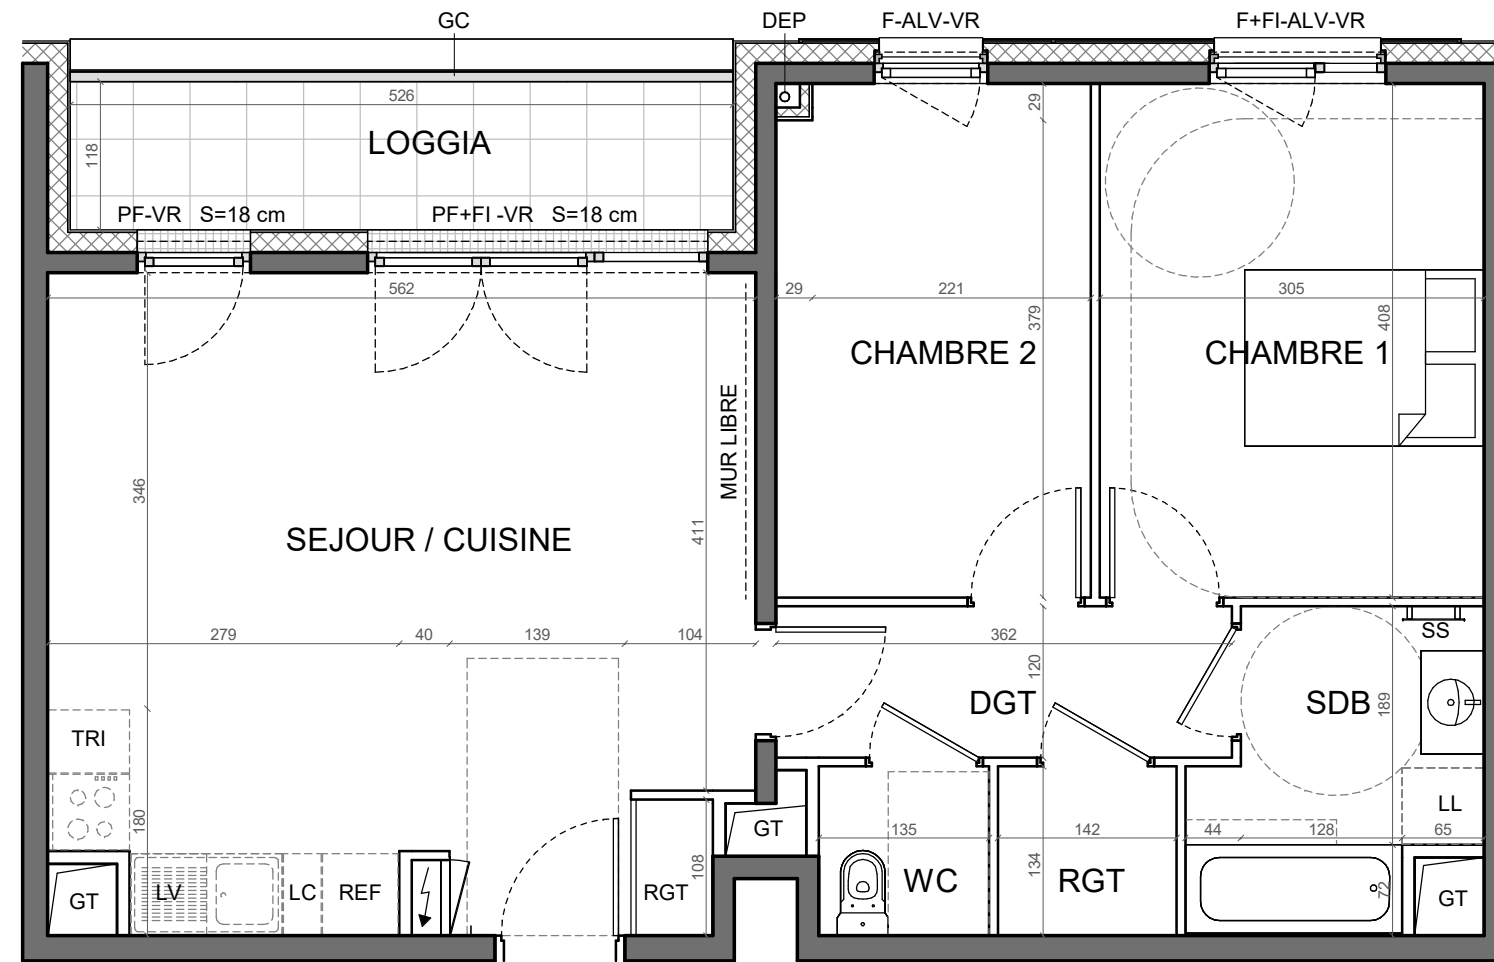 GC
DEP
F-ALV-VR
F+FI-ALV-VR
526
LOGGIA
118
29
PF-VR S=18 cm
PF+FI -VR S=18 cm
562
29
221
305
379
408
CHAMBRE 2
CHAMBRE 1
MUR LIBRE
346
411
SEJOUR / CUISINE
279
40
139
104
362
SS
120
DGT
SDB
189
TRI
180
LL
GT
135
142
44
128
65
108
134
72
GT
LV
LC
REF
RGT
WC
RGT
GT